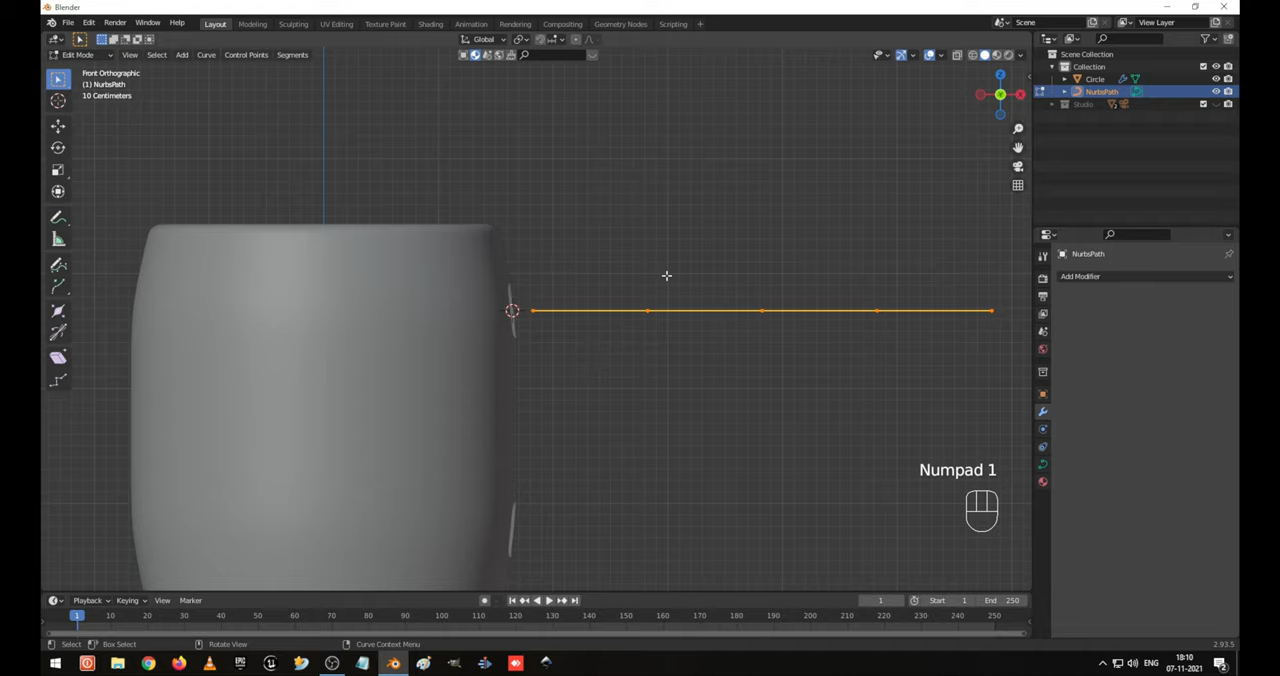 Blender
File Edit Render Window Help Layout Modeling Sculpting UV Editing Texture Paint Shading Animation Rendering Compositing Geometry Nodes Scripting + Scene View Layer
Global
Edit Mode View Select Add Curve Control Points Segments
Front Orthographic
(1) NurbsPath
10 Centimeters
Z
Y
X
Scene Collection
Collection
Circle
NurbsPath
Studio
2
NurbsPath
Add Modifier
Numpad 1
Playback Keying View Marker 1 Start 1 End 250
1 10 20 30 40 50 60 70 80 90 100 110 120 130 140 150 160 170 180 190 200 210 220 230 240 250
Select Box Select Rotate View Curve Context Menu 2.93.5
ENG 18:10
07-11-2021
2